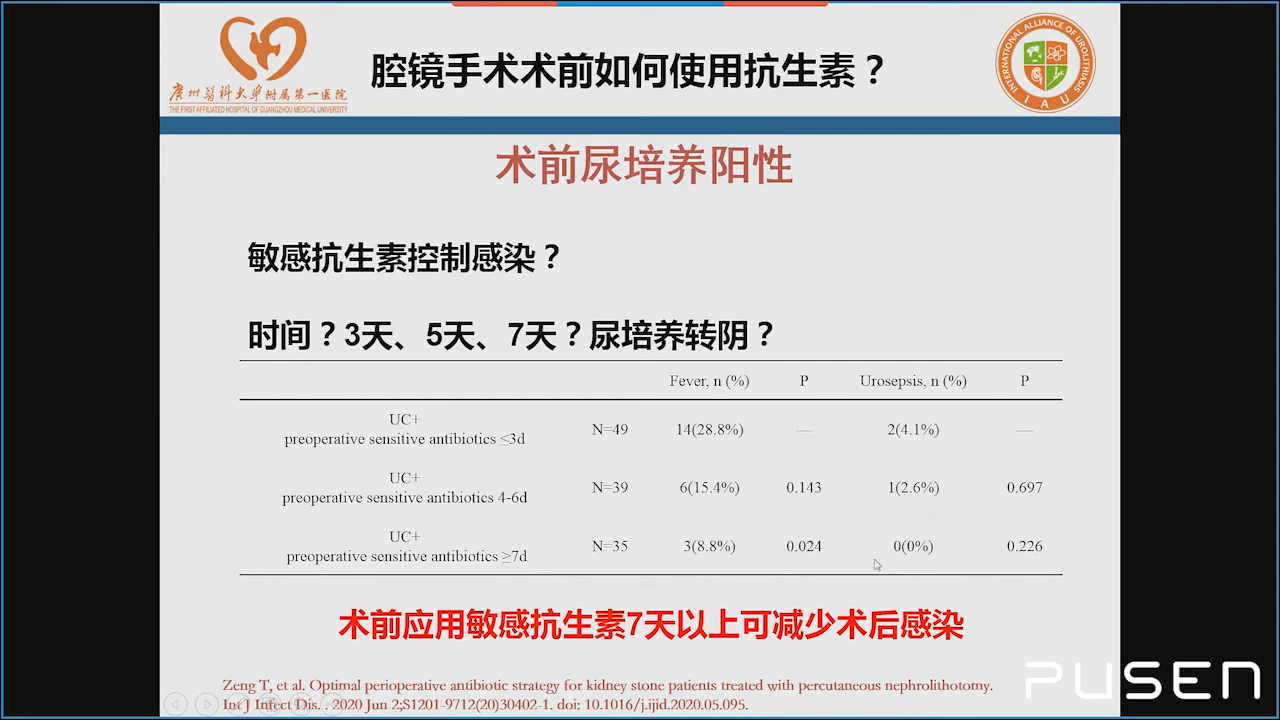 广州医科大学附属第一医院
THE FIRST AFFILIATED HOSPITAL OF GUANGZHOU MEDICAL UNIVERSITY
腔镜手术术前如何使用抗生素？
INTERNATIONAL ALLIANCE OF UROLITHIASIS
I A U
术前尿培养阳性
敏感抗生素控制感染？
时间？3天、5天、7天？尿培养转阴？
Fever, n (%) P Urosepsis, n (%) P
UC+
preoperative sensitive antibiotics ≤3d N=49 14(28.8%) — 2(4.1%) —
UC+
preoperative sensitive antibiotics 4-6d N=39 6(15.4%) 0.143 1(2.6%) 0.697
UC+
preoperative sensitive antibiotics ≥7d N=35 3(8.8%) 0.024 0(0%) 0.226
术前应用敏感抗生素7天以上可减少术后感染
Zeng T, et al. Optimal perioperative antibiotic strategy for kidney stone patients treated with percutaneous nephrolithotomy.
Int J Infect Dis. . 2020 Jun 2;S1201-9712(20)30402-1. doi: 10.1016/j.ijid.2020.05.095.
PUSEN